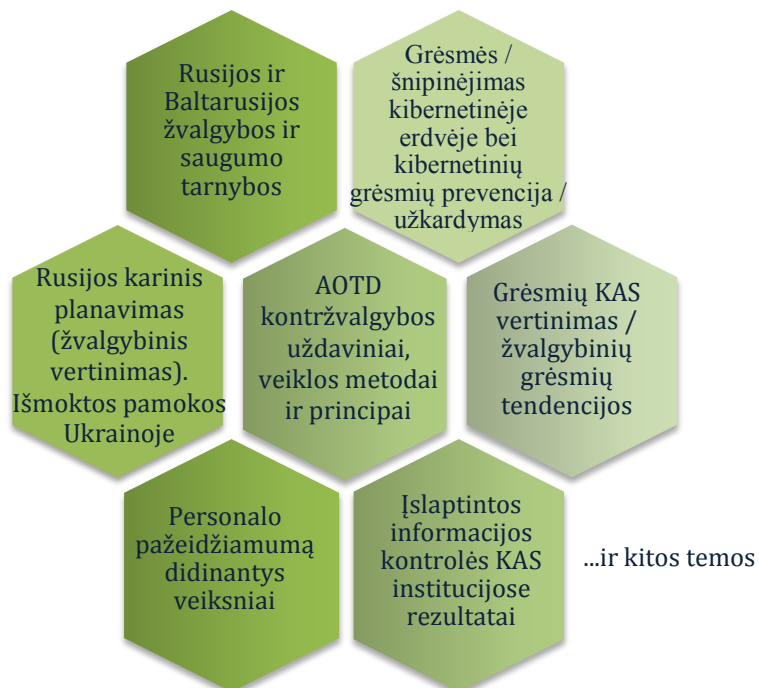 Rusijos ir
Baltarusijos
žvalgybos ir
saugumo
tarnybos
Grėsmės /
šnipinėjimas
kibernetinėje
erdvėje bei
kibernetinių
grėsmių prevencija /
užkardymas
Rusijos karinis
planavimas
(žvalgybinis
vertinimas).
Išmoktos pamokos
Ukrainoje
AOTD
kontržvalgybos
uždaviniai,
veiklos metodai
ir principai
Grėsmių KAS
vertinimas /
žvalgybinių
grėsmių
tendencijos
Personalo
pažeidžiamumą
didinantys
veiksniai
Įslaptintos
informacijos
kontrolės KAS
institucijose
rezultatai
...ir kitos temos